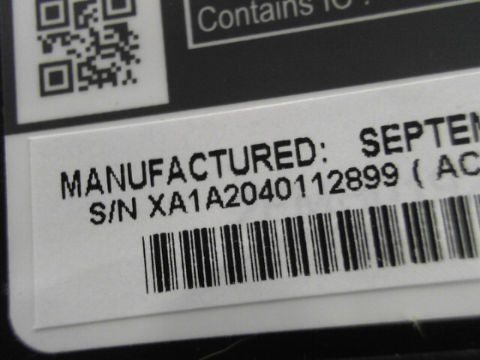 Contains IC
MANUFACTURED: SEPTEM
S/N XA1A2040112899 ( AC